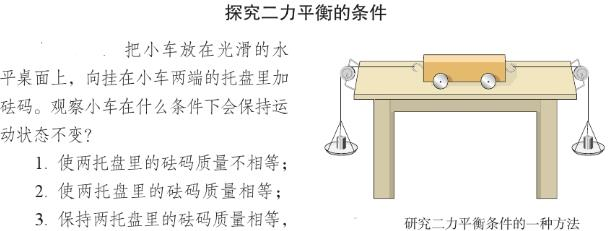 探究二力平衡的条件
把小车放在光滑的水
平桌面上，向挂在小车两端的托盘里加
砝码。观察小车在什么条件下会保持运
动状态不变？
1. 使两托盘里的砝码质量不相等；
2. 使两托盘里的砝码质量相等；
3. 保持两托盘里的砝码质量相等，
研究二力平衡条件的一种方法